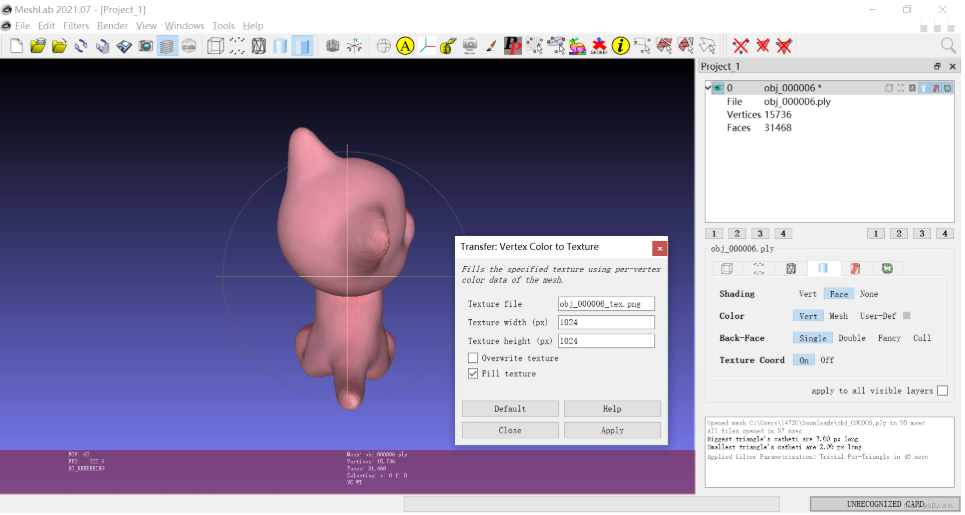 MeshLab 2021.07 - [Project_1]
File Edit Filters Render View Windows Tools Help
Project_1
0 obj_000006 *
File obj_000006.ply
Vertices 15736
Faces 31468
1 2 3 4 1 2 3 4
obj_000006.ply
Shading Vert Face None
Color Vert Mesh User-Def
Back-Face Single Double Fancy Cull
Texture Coord On Off
apply to all visible layers
Opened mesh C:\Users\14720\Downloads\obj_000006.ply in 95 msec
All files opened in 97 msec
Biggest triangle's catheti are 7.60 px long
Smallest triangle's catheti are 2.09 px long
Applied filter Parametrization: Trivial Per-Triangle in 45 msec
Transfer: Vertex Color to Texture
Fills the specified texture using per-vertex
color data of the mesh.
Texture file obj_000006_tex.png
Texture width (px) 1024
Texture height (px) 1024
Overwrite texture
Fill texture
Default Help
Close Apply
FOV: 60
FPS: 322.6
BO_RENDERING
Mesh: obj_000006.ply
Vertices: 15,736
Faces: 31,468
Selection: v: 0 f: 0
VC WT
UNRECOGNIZED CARD